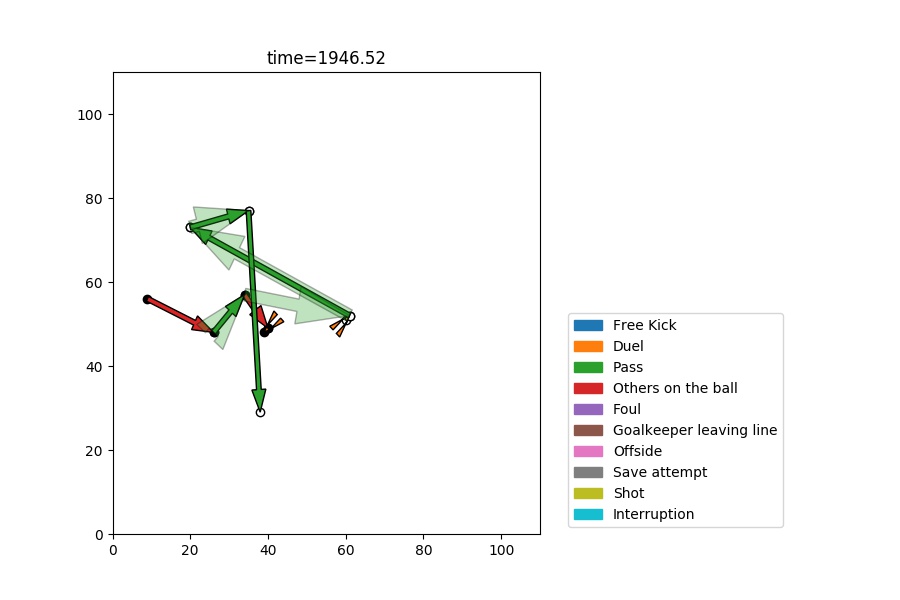 time=1946.52
100
80
60
40
20
0
0 20 40 60 80 100
Free Kick
Duel
Pass
Others on the ball
Foul
Goalkeeper leaving line
Offside
Save attempt
Shot
Interruption